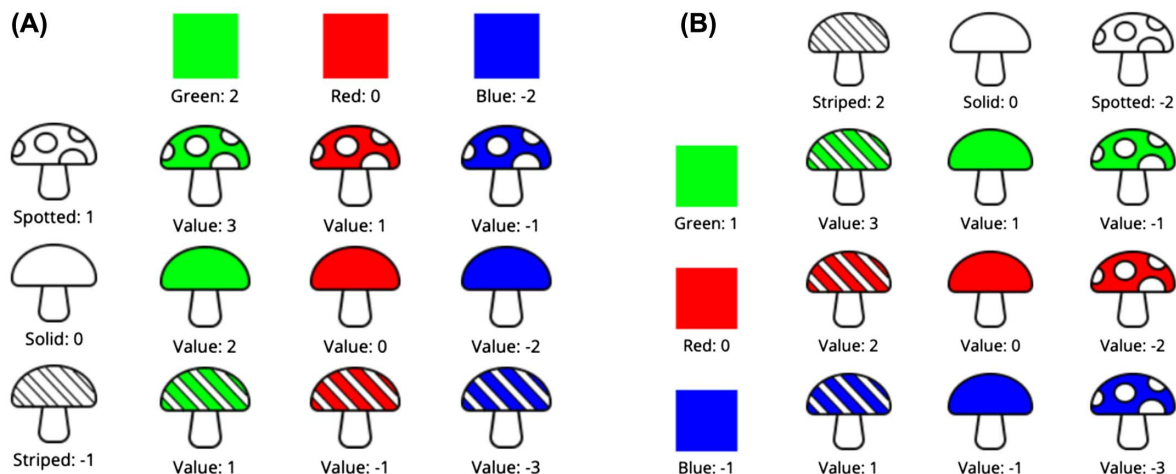 (A)
Green: 2 Red: 0 Blue: -2
Spotted: 1 Value: 3 Value: 1 Value: -1
Solid: 0 Value: 2 Value: 0 Value: -2
Striped: -1 Value: 1 Value: -1 Value: -3
(B)
Striped: 2 Solid: 0 Spotted: -2
Green: 1 Value: 3 Value: 1 Value: -1
Red: 0 Value: 2 Value: 0 Value: -2
Blue: -1 Value: 1 Value: -1 Value: -3